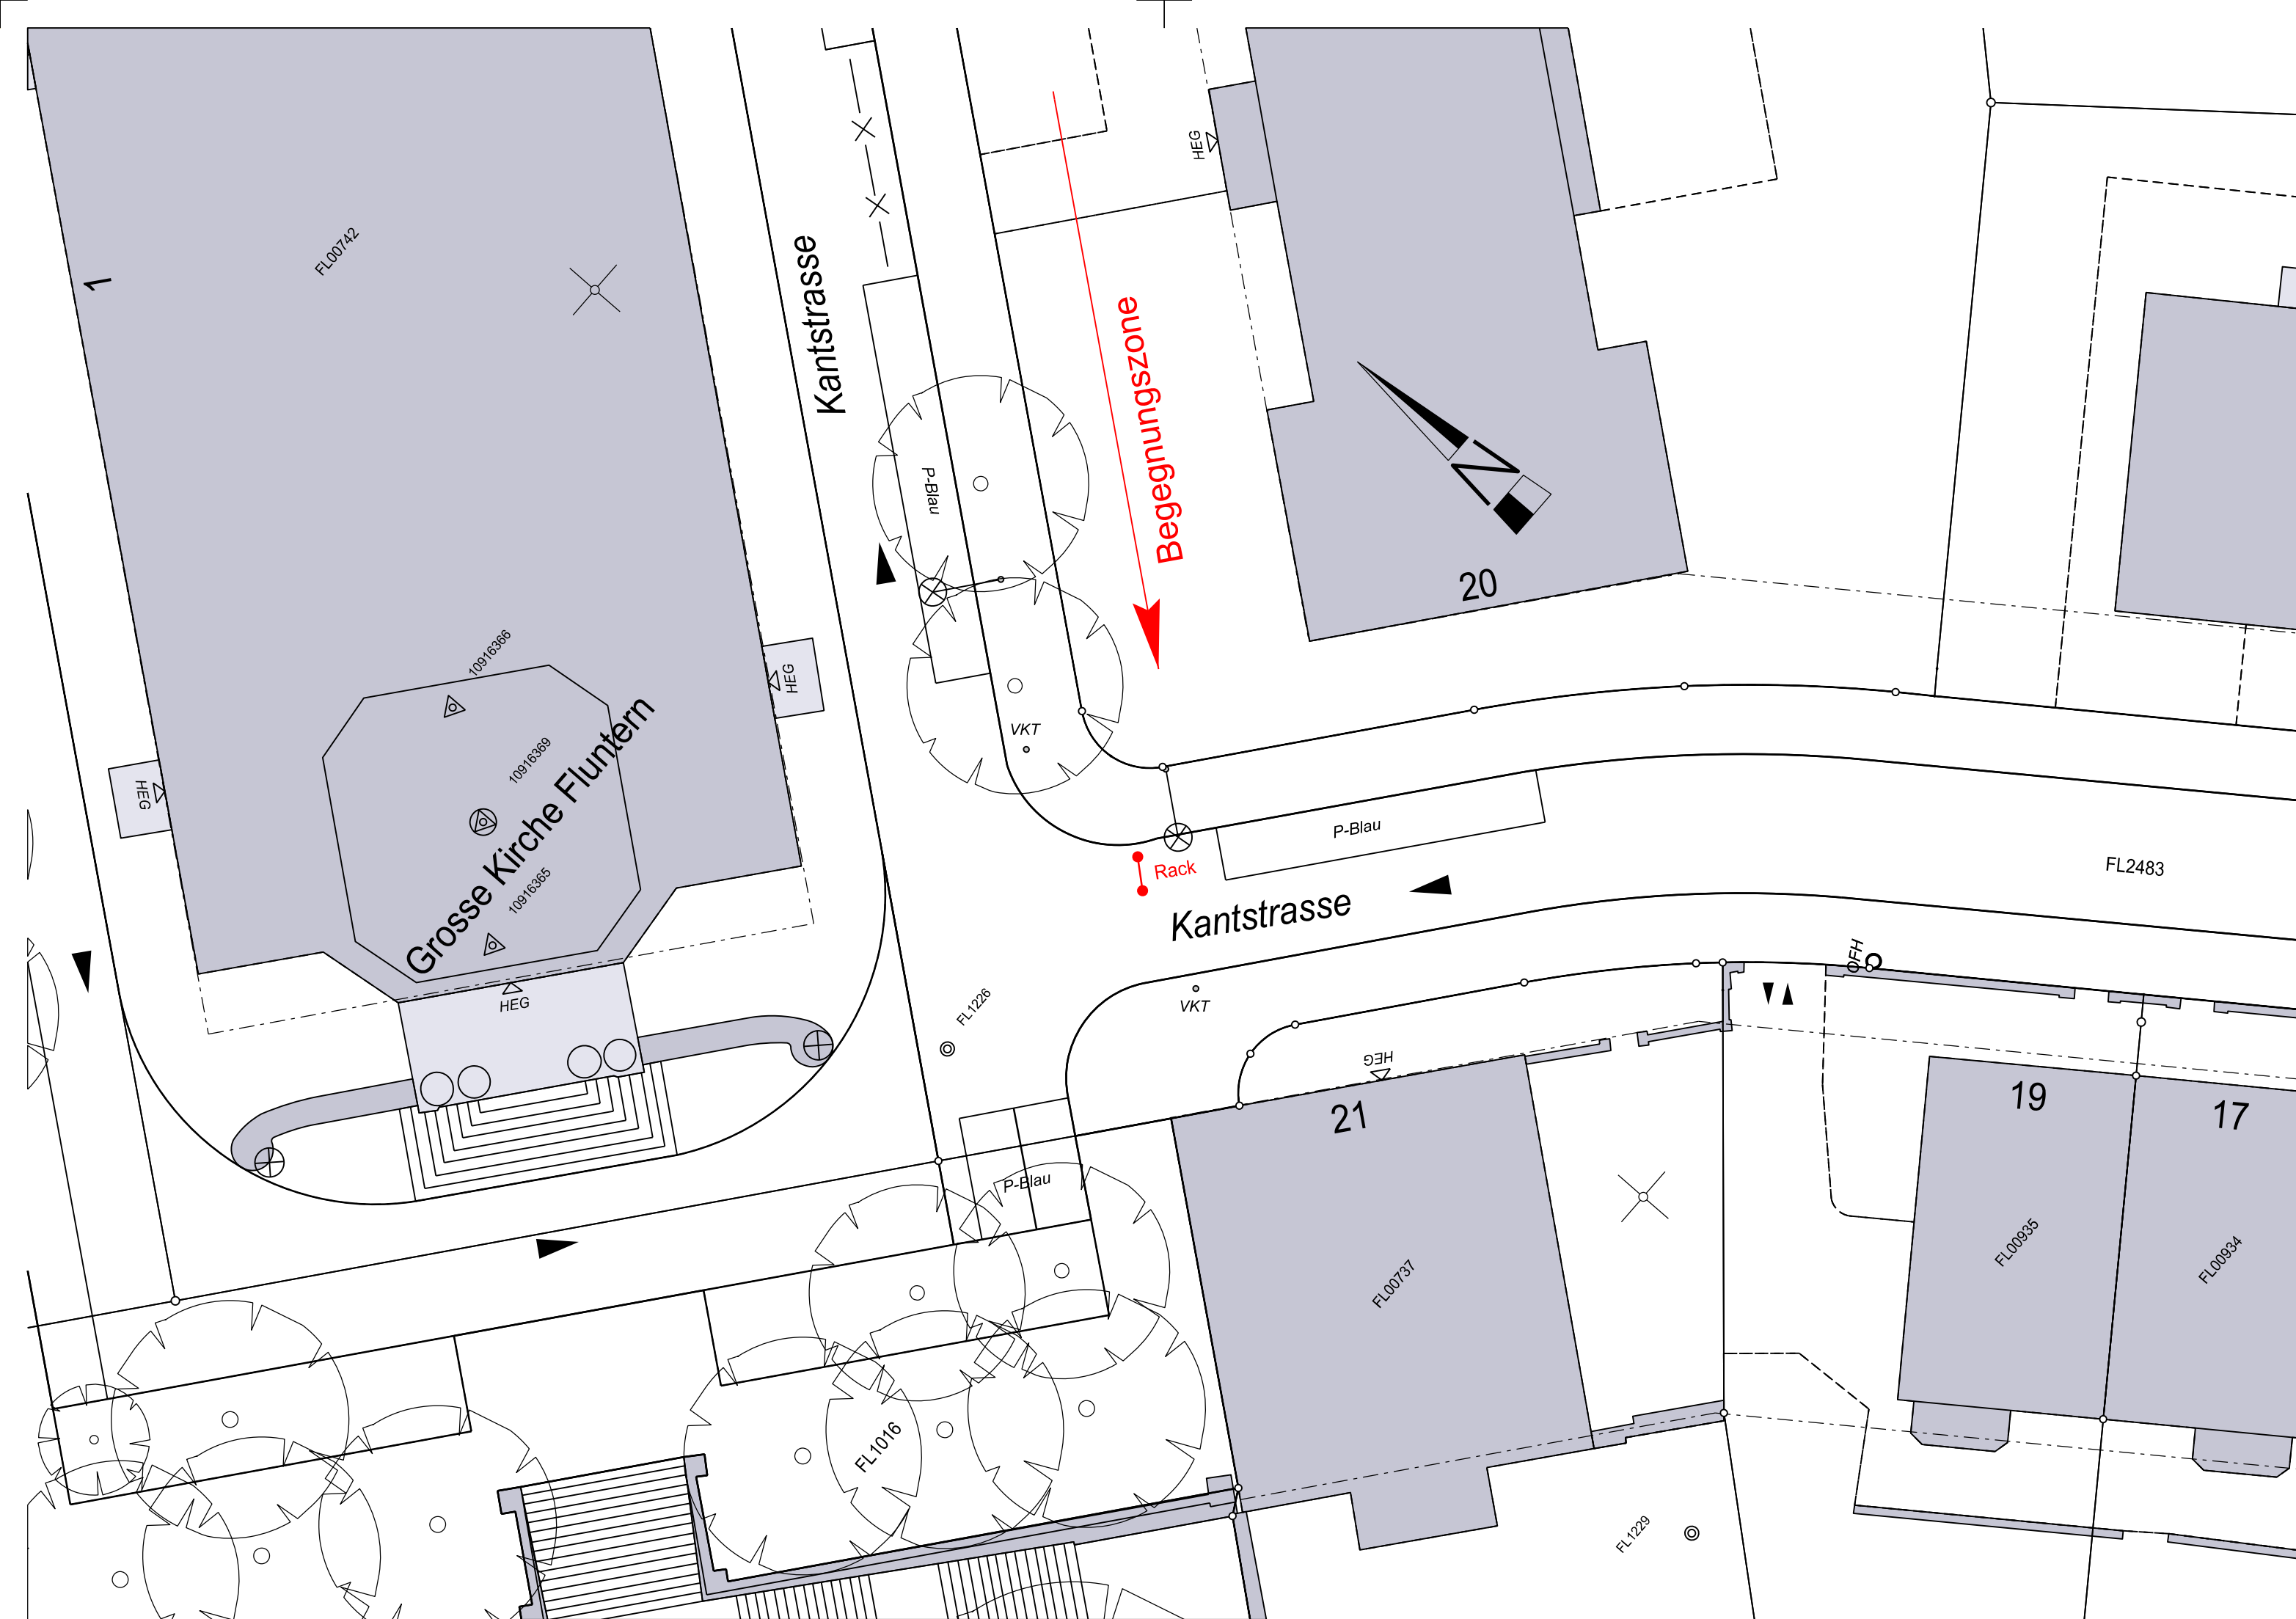 HEG
FL00742
1
Kantstrasse
Begegnungszone
P-Blau
N
20
10916366
HEG
10916369
Grosse Kirche Fluntern
HEG
10916365
VKT
P-Blau
Rack
Kantstrasse
FL2483
HEG
FL1226
VKT
ÖFH
HEG
21
19
17
P-Blau
FL00737
FL00935
FL00934
FL1016
FL1229